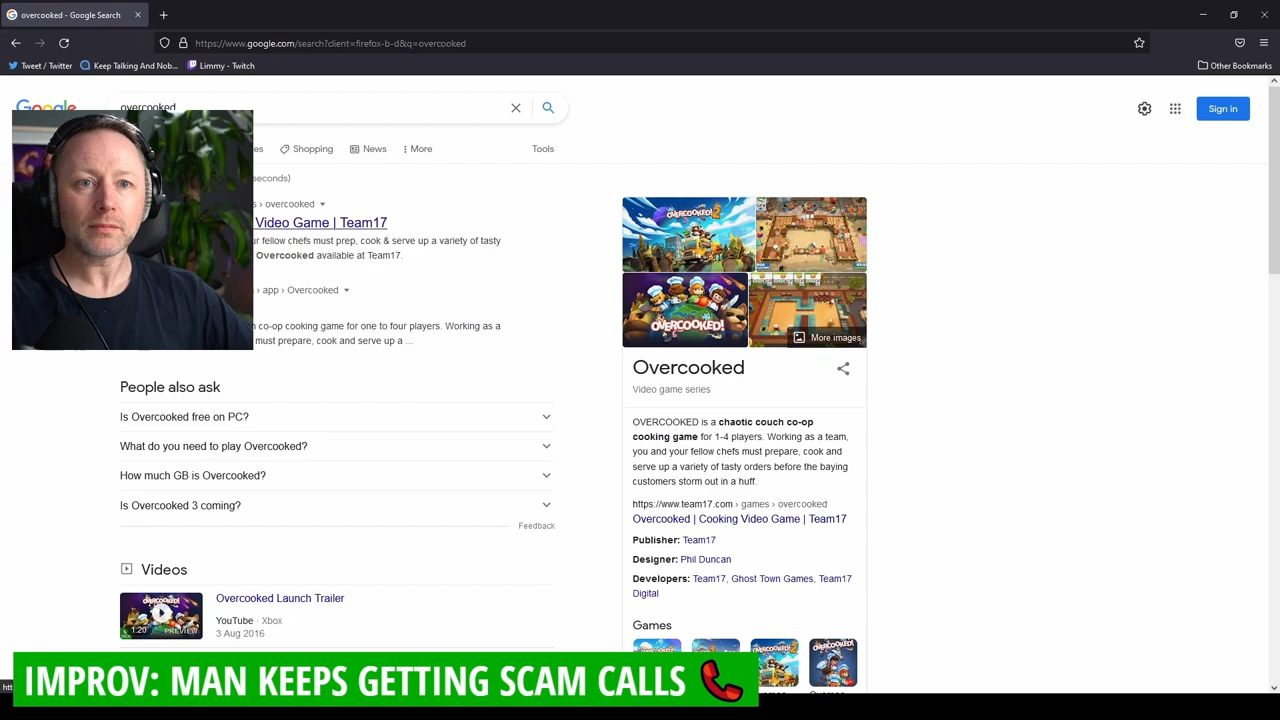 overcooked - Google Search
https://www.google.com/search?client=firefox-b-d&q=overcooked
Tweet / Twitter
Keep Talking And Nob...
Limmy - Twitch
Other Bookmarks
Google
overcooked
Sign in
es
Shopping
News
More
Tools
seconds)
s › overcooked
Video Game | Team17
ur fellow chefs must prep, cook & serve up a variety of tasty
Overcooked available at Team17.
› app › Overcooked
co-op cooking game for one to four players. Working as a
must prepare, cook and serve up a ...
People also ask
Is Overcooked free on PC?
What do you need to play Overcooked?
How much GB is Overcooked?
Is Overcooked 3 coming?
Feedback
Videos
1:20
PREVIEW
Overcooked Launch Trailer
YouTube · Xbox
3 Aug 2016
OVERCOOKED! 2
OVERCOOKED!
More images
Overcooked
Video game series
OVERCOOKED is a chaotic couch co-op
cooking game for 1-4 players. Working as a team,
you and your fellow chefs must prepare, cook and
serve up a variety of tasty orders before the baying
customers storm out in a huff.
https://www.team17.com › games › overcooked
Overcooked | Cooking Video Game | Team17
Publisher: Team17
Designer: Phil Duncan
Developers: Team17, Ghost Town Games, Team17
Digital
Games
IMPROV: MAN KEEPS GETTING SCAM CALLS